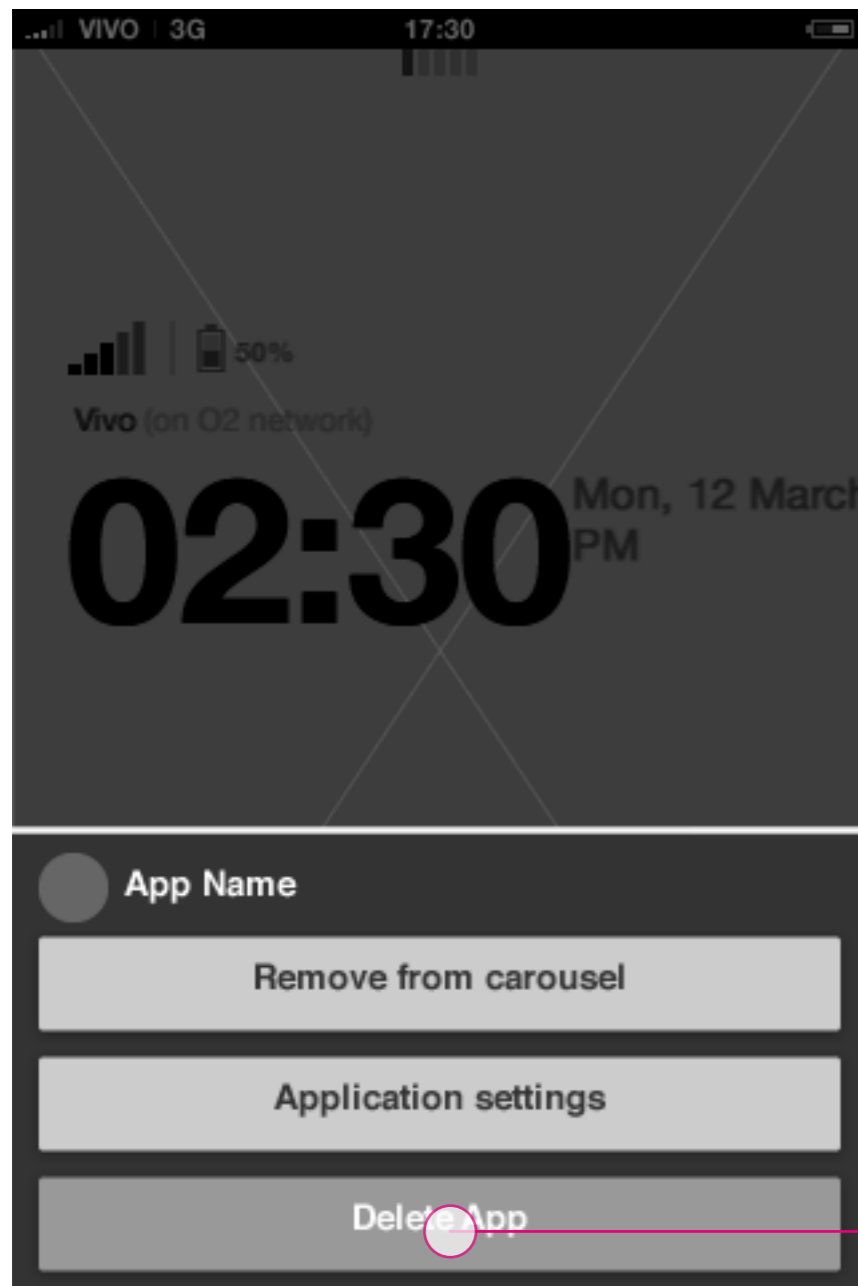 VIVO 3G 17:30
50%
Vivo (on O2 network)
02:30 Mon, 12 March
PM
App Name
Remove from carousel
Application settings
Delete App